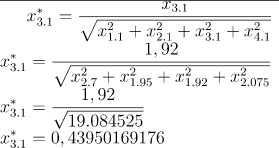 x*_{3.1} = x_{3.1} / √(x²_{1.1} + x²_{2.1} + x²_{3.1} + x²_{4.1})
x*_{3.1} = 1,92 / √(x²_{2.7} + x²_{1.95} + x²_{1.92} + x²_{2.075})
x*_{3.1} = 1,92 / √19.084525
x*_{3.1} = 0,43950169176